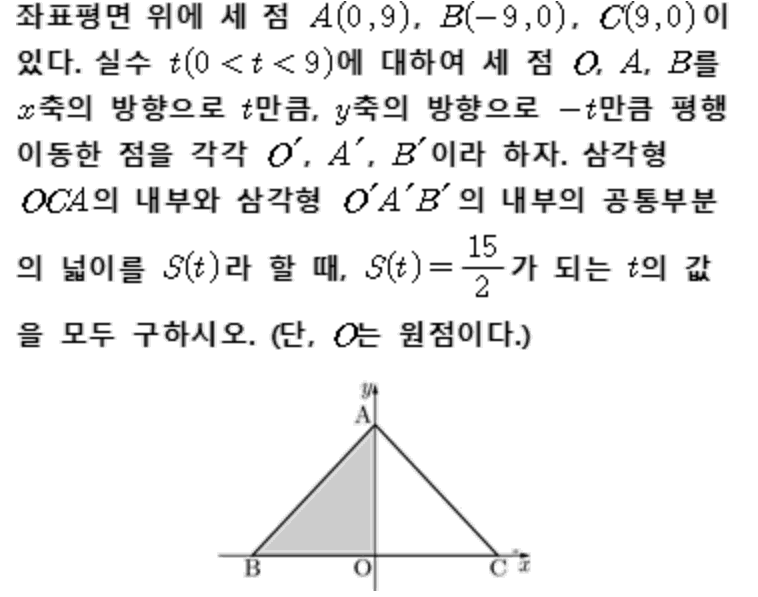 좌표평면 위에 세 점 A(0,9), B(−9,0), C(9,0)이
있다. 실수 t(0<t<9)에 대하여 세 점 O, A, B를
x축의 방향으로 t만큼, y축의 방향으로 −t만큼 평행
이동한 점을 각각 O′, A′, B′이라 하자. 삼각형
OCA의 내부와 삼각형 O′A′B′의 내부의 공통부분
의 넓이를 S(t)라 할 때, S(t)=15/2가 되는 t의 값
을 모두 구하시오. (단, O는 원점이다.)
y
A
B O C x